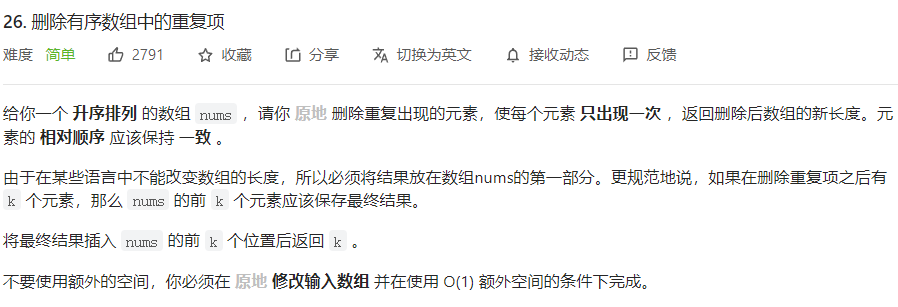 26. 删除有序数组中的重复项
难度 简单 2791 收藏 分享 切换为英文 接收动态 反馈
给你一个 升序排列 的数组 nums ，请你 原地 删除重复出现的元素，使每个元素 只出现一次 ，返回删除后数组的新长度。元
素的 相对顺序 应该保持 一致 。
由于在某些语言中不能改变数组的长度，所以必须将结果放在数组nums的第一部分。更规范地说，如果在删除重复项之后有
k 个元素，那么 nums 的前 k 个元素应该保存最终结果。
将最终结果插入 nums 的前 k 个位置后返回 k 。
不要使用额外的空间，你必须在 原地 修改输入数组 并在使用 O(1) 额外空间的条件下完成。